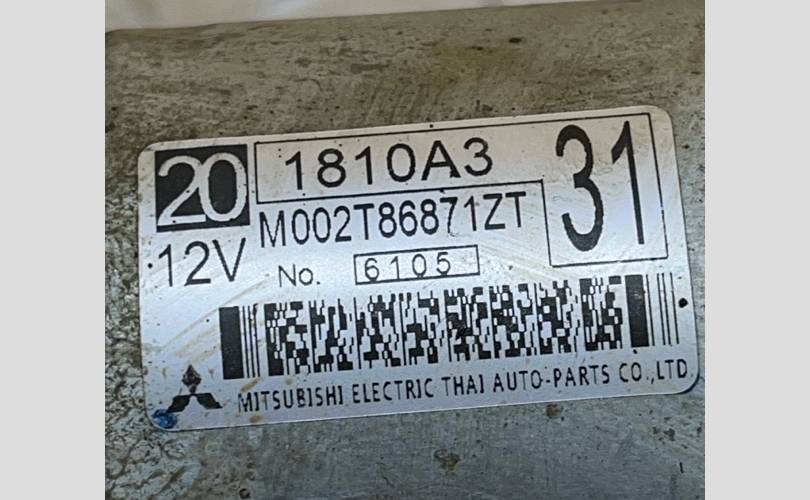 20 1810A3 31
M002T86871ZT
12V No. 6105
MITSUBISHI ELECTRIC THAI AUTO-PARTS CO.,LTD.